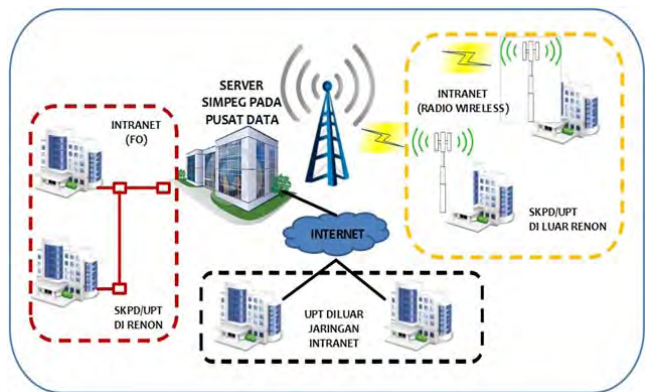 SERVER
SIMPEG PADA
PUSAT DATA
INTRANET
(FO)
SKPD/UPT
DI RENON
INTRANET
(RADIO WIRELESS)
SKPD/UPT
DI LUAR RENON
INTERNET
UPT DILUAR
JARINGAN
INTRANET